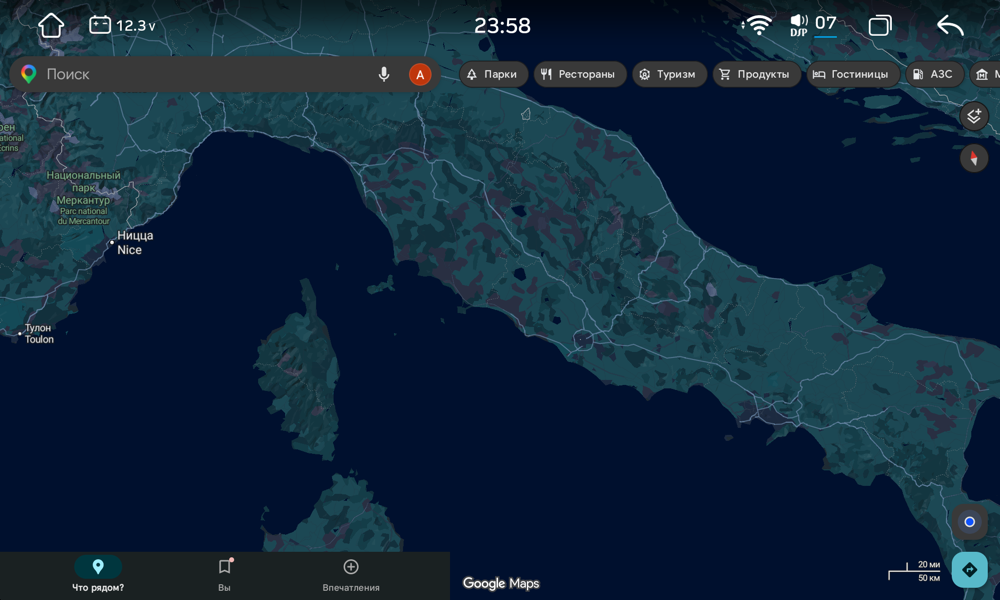 12.3 v
23:58
D/P
07
Поиск
A
Парки
Рестораны
Туризм
Продукты
Гостиницы
АЗС
Национальный
парк
Меркантур
Parc national
du Mercantour
Ницца
Nice
Тулон
Toulon
Что рядом?
Вы
Впечатления
Google Maps
20 ми
50 км